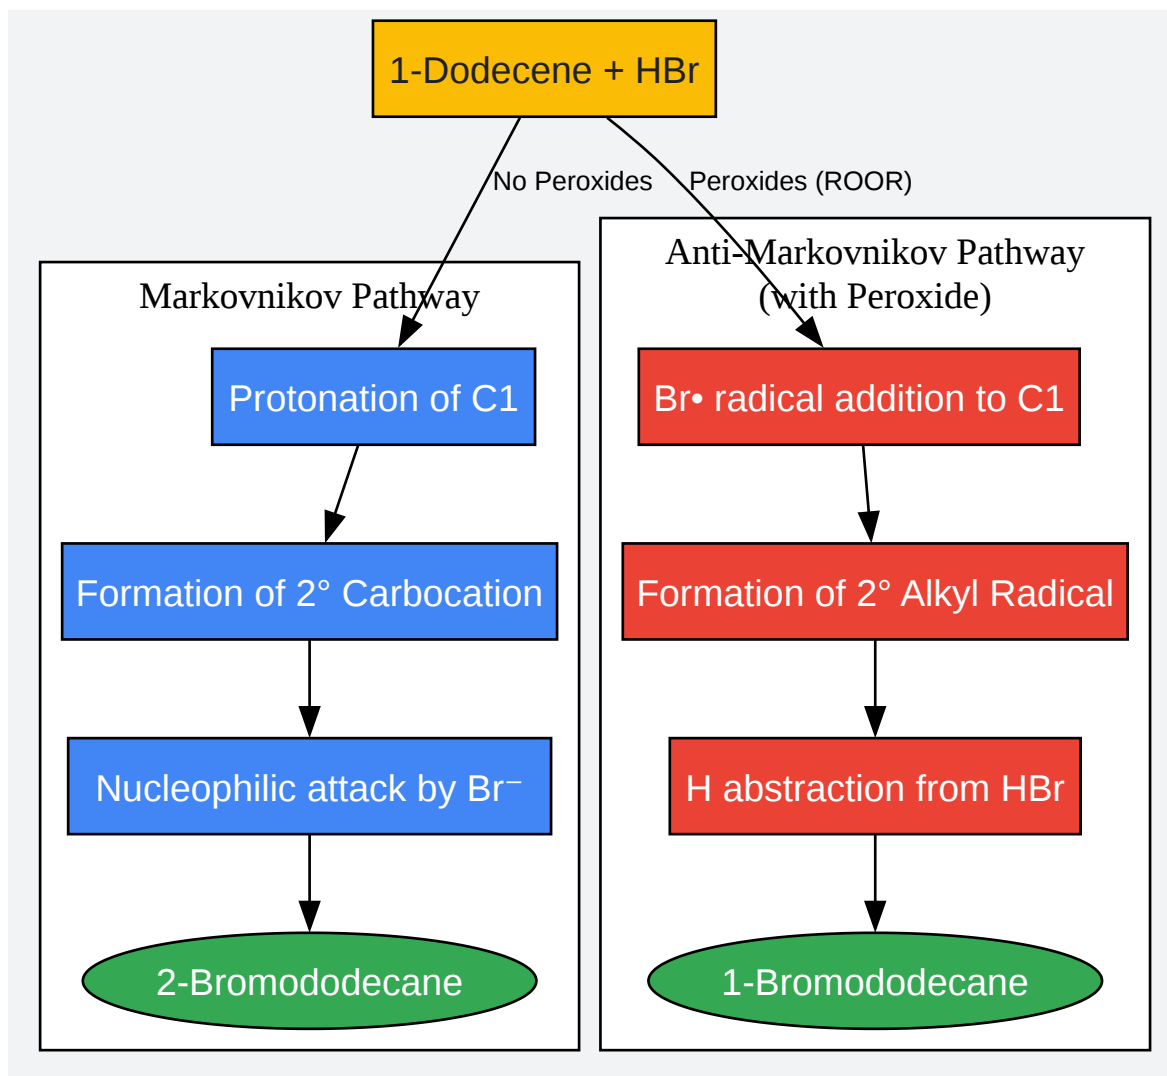 1-Dodecene + HBr
No Peroxides
Peroxides (ROOR)
Markovnikov Pathway
Protonation of C1
Formation of 2° Carbocation
Nucleophilic attack by Br⁻
2-Bromododecane
Anti-Markovnikov Pathway
(with Peroxide)
Br• radical addition to C1
Formation of 2° Alkyl Radical
H abstraction from HBr
1-Bromododecane